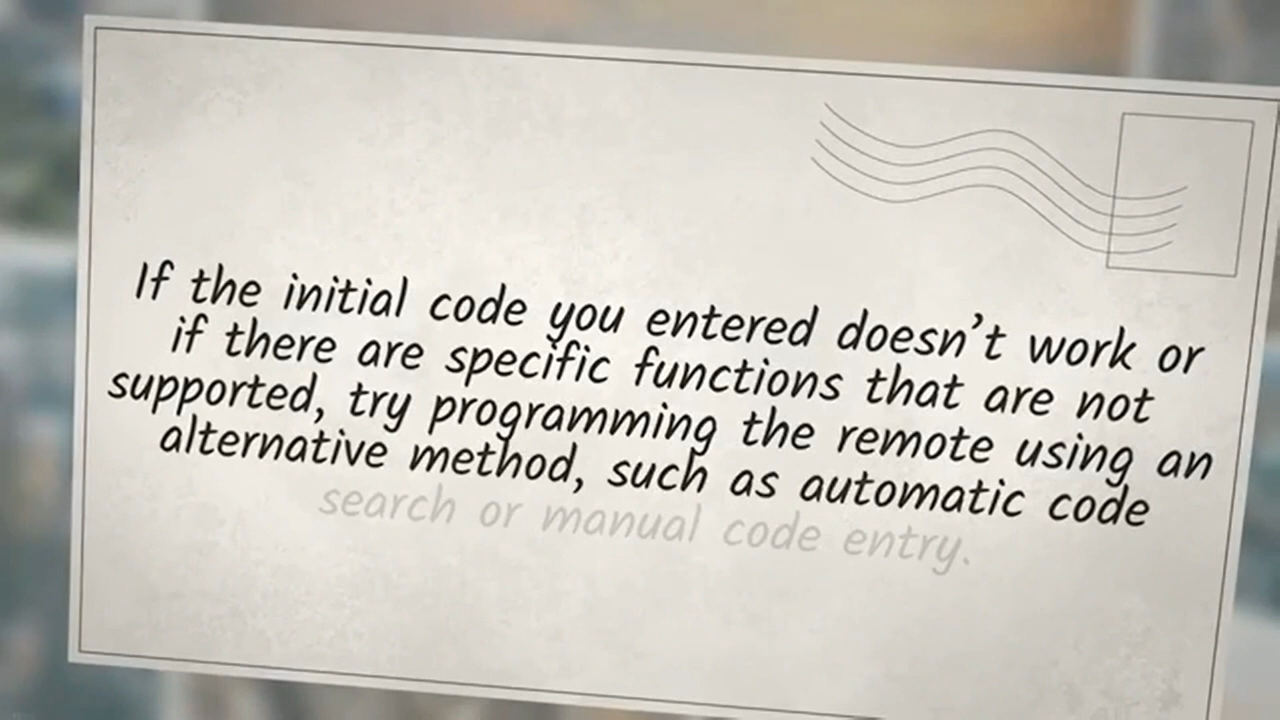 If the initial code you entered doesn’t work or
if there are specific functions that are not
supported, try programming the remote using an
alternative method, such as automatic code
search or manual code entry.